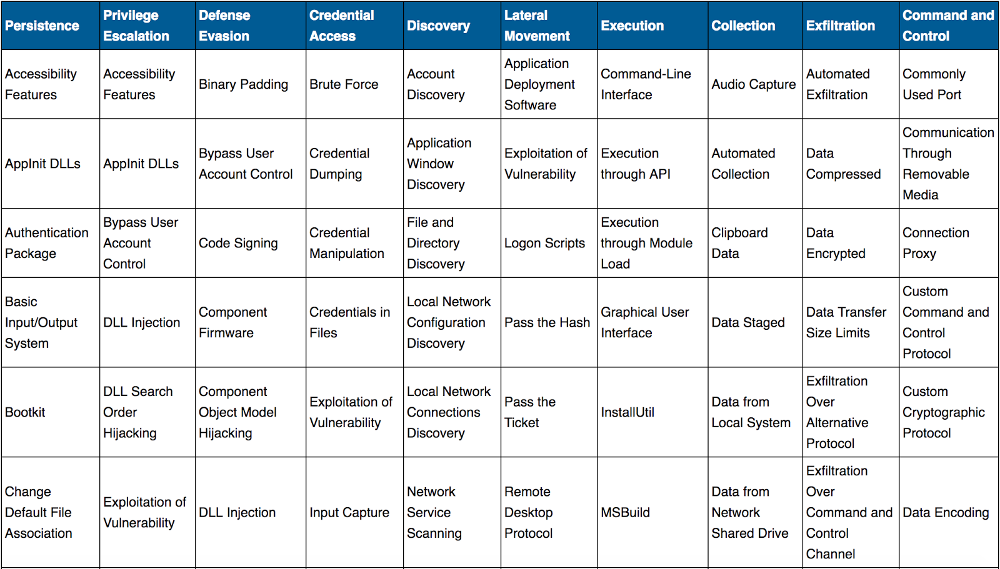 Persistence
Privilege
Escalation
Defense
Evasion
Credential
Access
Discovery
Lateral
Movement
Execution
Collection
Exfiltration
Command and
Control
Accessibility
Features
Accessibility
Features
Binary Padding
Brute Force
Account
Discovery
Application
Deployment
Software
Command-Line
Interface
Audio Capture
Automated
Exfiltration
Commonly
Used Port
AppInit DLLs
AppInit DLLs
Bypass User
Account Control
Credential
Dumping
Application
Window
Discovery
Exploitation of
Vulnerability
Execution
through API
Automated
Collection
Data
Compressed
Communication
Through
Removable
Media
Authentication
Package
Bypass User
Account
Control
Code Signing
Credential
Manipulation
File and
Directory
Discovery
Logon Scripts
Execution
through Module
Load
Clipboard
Data
Data
Encrypted
Connection
Proxy
Basic
Input/Output
System
DLL Injection
Component
Firmware
Credentials in
Files
Local Network
Configuration
Discovery
Pass the Hash
Graphical User
Interface
Data Staged
Data Transfer
Size Limits
Custom
Command and
Control
Protocol
Bootkit
DLL Search
Order
Hijacking
Component
Object Model
Hijacking
Exploitation of
Vulnerability
Local Network
Connections
Discovery
Pass the
Ticket
InstallUtil
Data from
Local System
Exfiltration
Over
Alternative
Protocol
Custom
Cryptographic
Protocol
Change
Default File
Association
Exploitation of
Vulnerability
DLL Injection
Input Capture
Network
Service
Scanning
Remote
Desktop
Protocol
MSBuild
Data from
Network
Shared Drive
Exfiltration
Over
Command and
Control
Channel
Data Encoding